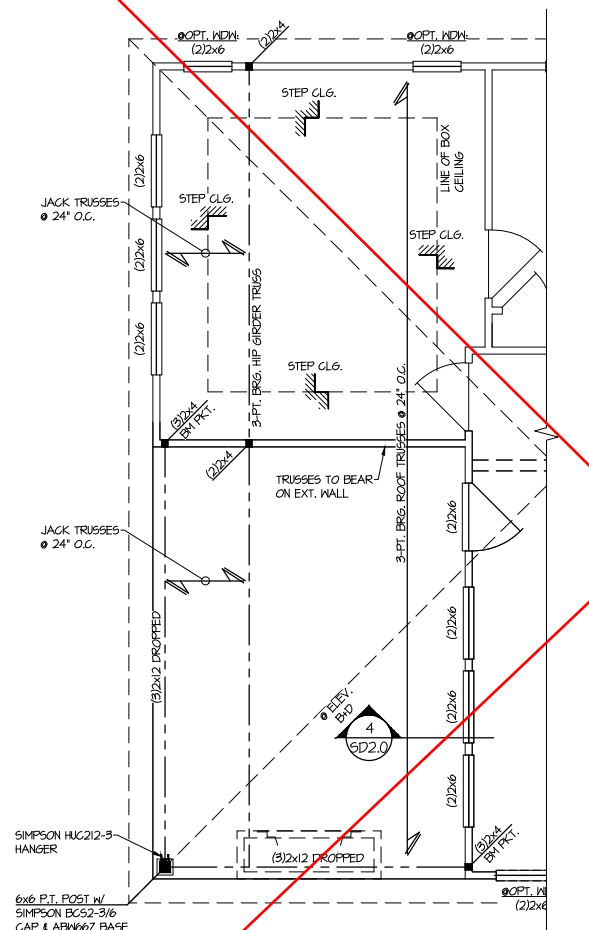 @OPT. WDW:
(2)2x6
(2)2x4
@OPT. WDW:
(2)2x6
STEP CLG.
LINE OF BOX
CEILING
(2)2x6
JACK TRUSSES
@ 24" O.C.
STEP CLG.
STEP CLG.
(2)2x6
3-PT. BRG. HIP GIRDER TRUSS
(2)2x6
STEP CLG.
(3)2x4
BM PKT.
(2)2x4
TRUSSES TO BEAR
ON EXT. WALL
3-PT. BRG. ROOF TRUSSES @ 24" O.C.
(2)2x6
JACK TRUSSES
@ 24" O.C.
(3)2x12 DROPPED
(2)2x6
@ ELEV.
B+D
4
SD2.0
(2)2x6
(2)2x6
SIMPSON HUC212-3
HANGER
(3)2x12 DROPPED
(3)2x4
BM PKT.
6x6 P.T. POST W/
SIMPSON BCS2-3/6
CAP & ABW66Z BASE
@OPT.
(2)2x6